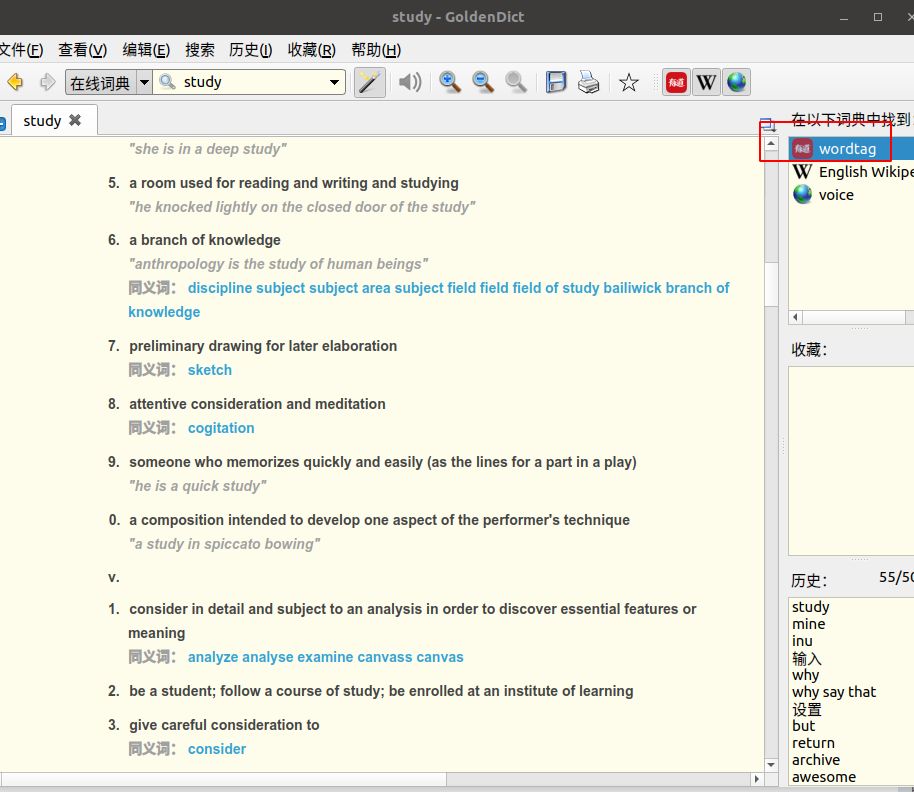 study - GoldenDict
文件(F) 查看(V) 编辑(E) 搜索 历史(I) 收藏(R) 帮助(H)
在线词典 study 有道 W
study
在以下词典中找到:
有道 wordtag
W English Wikipe
voice
"she is in a deep study"
5. a room used for reading and writing and studying
"he knocked lightly on the closed door of the study"
6. a branch of knowledge
"anthropology is the study of human beings"
同义词: discipline subject subject area subject field field field of study bailiwick branch of
knowledge
7. preliminary drawing for later elaboration
同义词: sketch
8. attentive consideration and meditation
同义词: cogitation
9. someone who memorizes quickly and easily (as the lines for a part in a play)
"he is a quick study"
0. a composition intended to develop one aspect of the performer's technique
"a study in spiccato bowing"
v.
1. consider in detail and subject to an analysis in order to discover essential features or
meaning
同义词: analyze analyse examine canvass canvas
2. be a student; follow a course of study; be enrolled at an institute of learning
3. give careful consideration to
同义词: consider
收藏:
历史: 55/50
study
mine
inu
输入
why
why say that
设置
but
return
archive
awesome